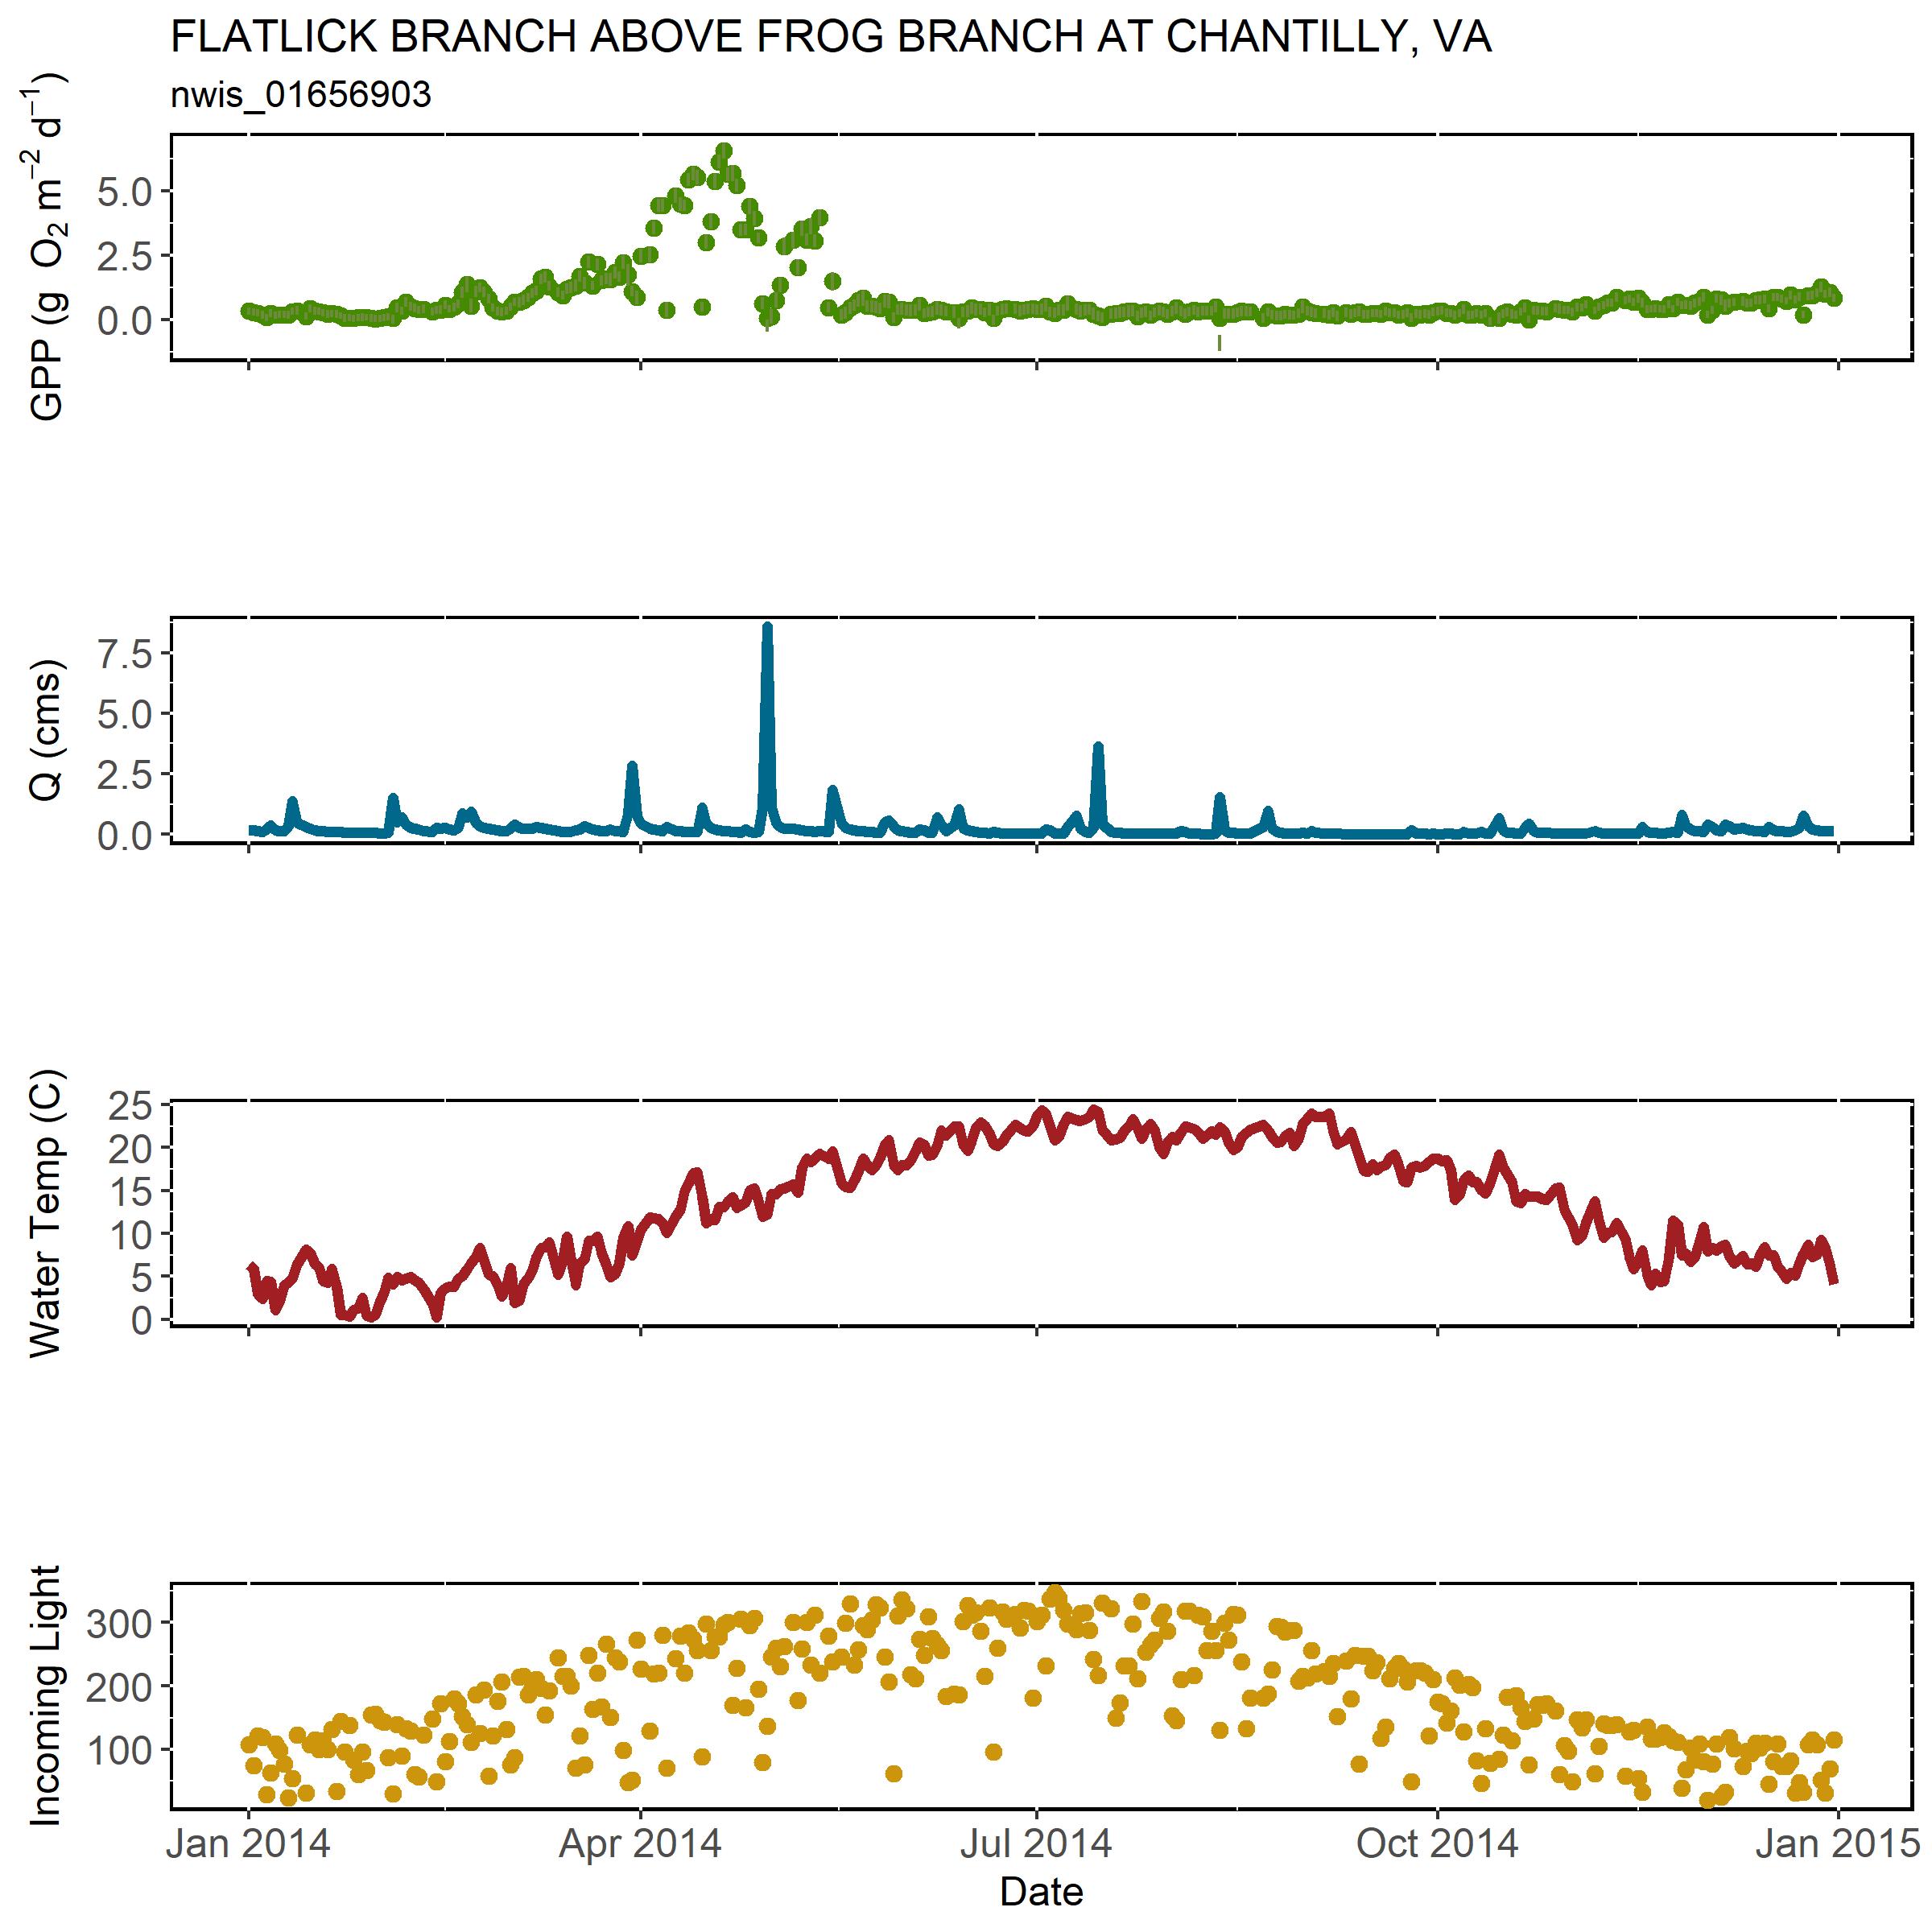 FLATLICK BRANCH ABOVE FROG BRANCH AT CHANTILLY, VA
nwis_01656903
GPP (g O₂ m⁻² d⁻¹)
5.0
2.5
0.0
Q (cms)
7.5
5.0
2.5
0.0
Water Temp (C)
25
20
15
10
5
0
Incoming Light
300
200
100
Jan 2014 Apr 2014 Jul 2014 Oct 2014 Jan 2015
Date